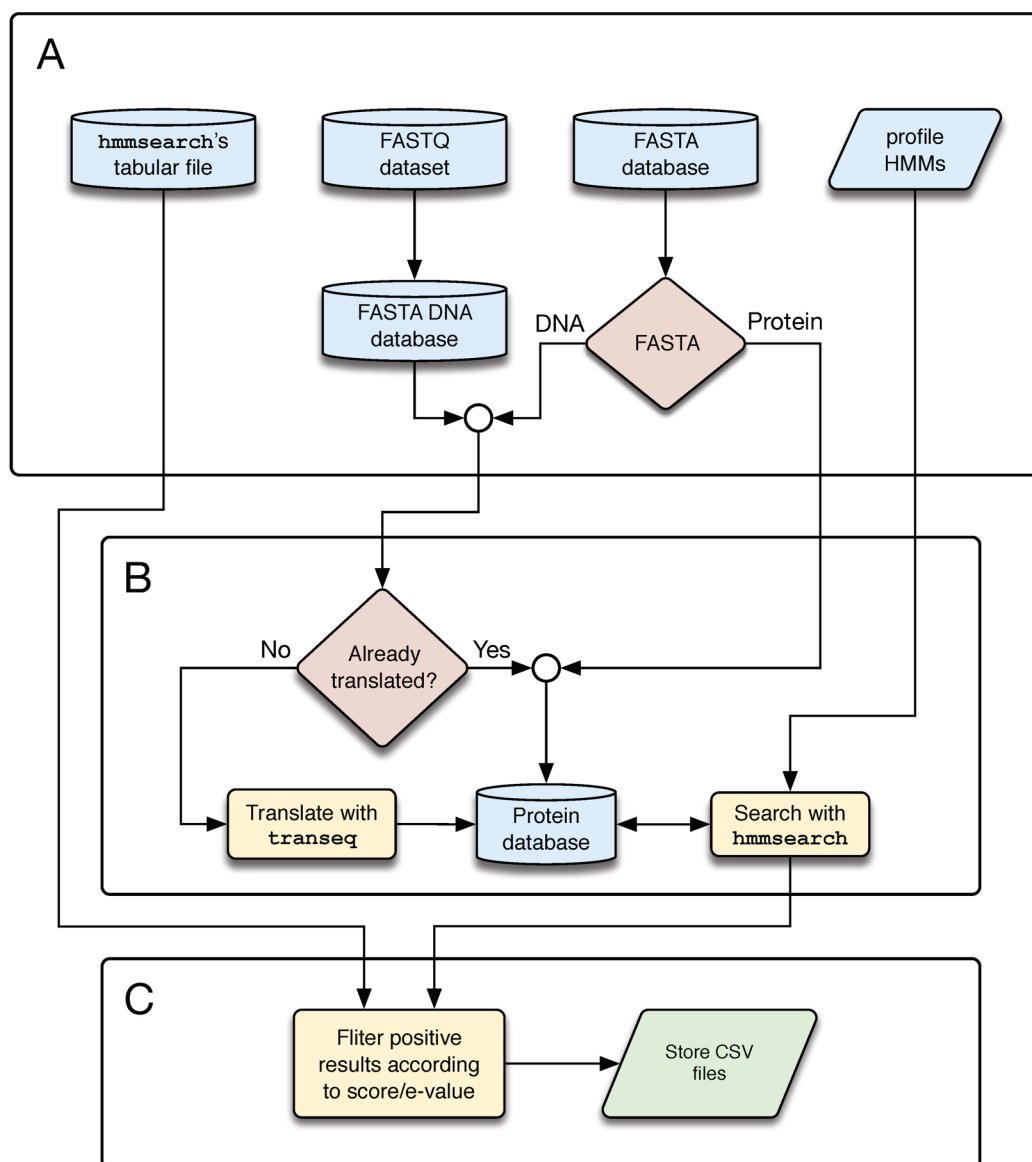 A
hmmsearch's
tabular file
FASTQ
dataset
FASTA
database
profile
HMMs
FASTA DNA
database
DNA
FASTA
Protein
B
No
Already
translated?
Yes
Translate with
transeq
Protein
database
Search with
hmmsearch
C
Fliter positive
results according
to score/e-value
Store CSV
files